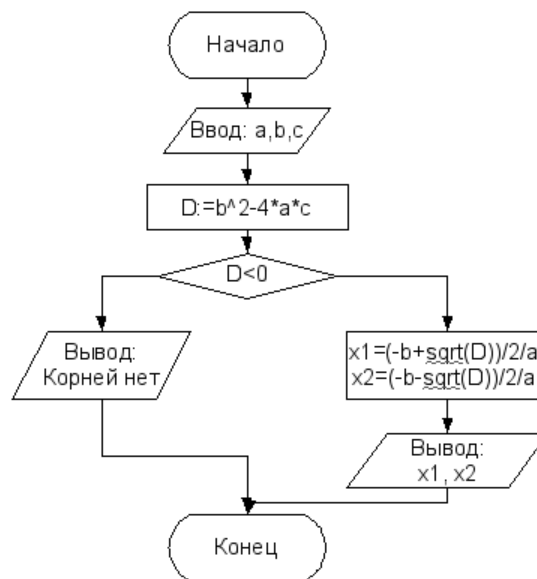 Начало
Ввод: a,b,c
D:=b^2-4*a*c
D<0
Вывод:
Корней нет
x1=(-b+sqrt(D))/2/a
x2=(-b-sqrt(D))/2/a
Вывод:
x1, x2
Конец